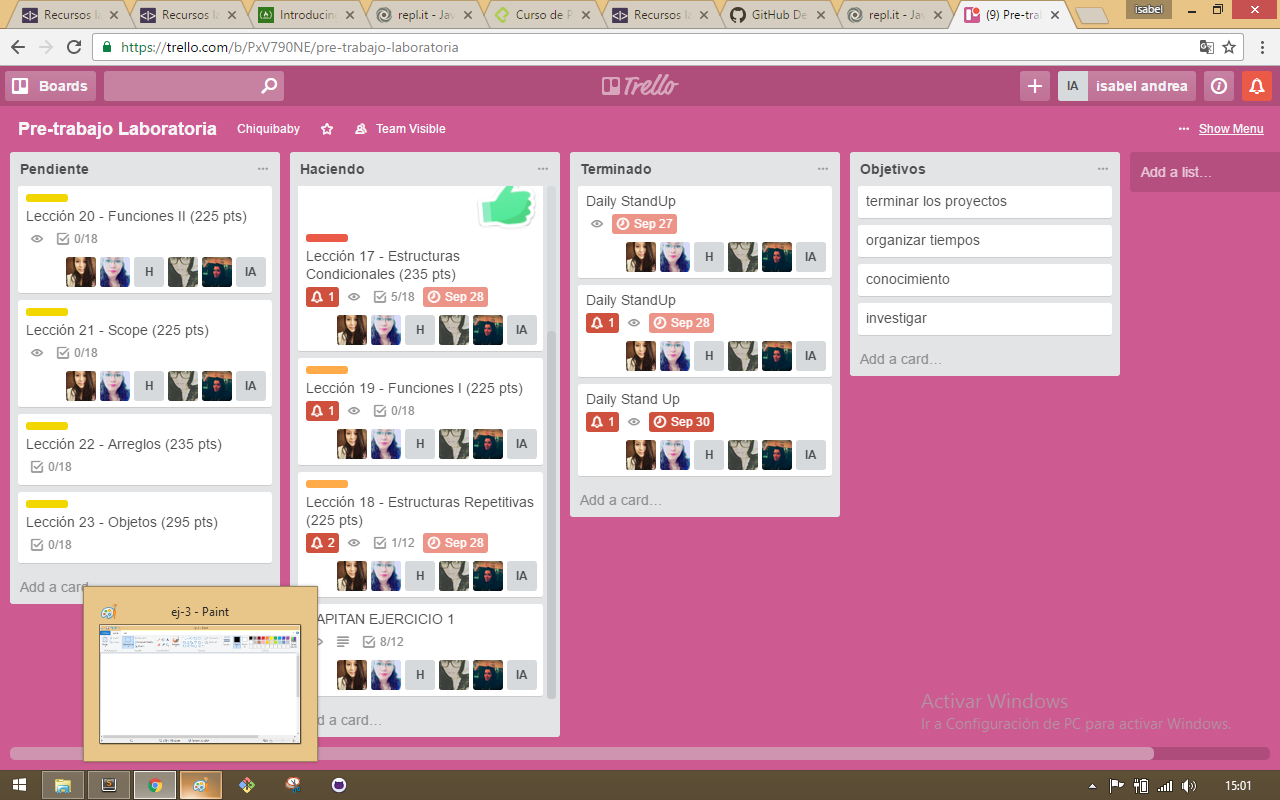 isabel
Recursos la
Recursos la
Introducin
repl.it - Jav
Curso de P
Recursos la
GitHub De
repl.it - Jav
(9) Pre-tral
https://trello.com/b/PxV790NE/pre-trabajo-laboratoria
Boards
Trello
IA
isabel andrea
Pre-trabajo Laboratoria
Chiquibaby
Team Visible
Show Menu
Pendiente
Lección 20 - Funciones II (225 pts)
0/18
H
IA
Lección 21 - Scope (225 pts)
0/18
H
IA
Lección 22 - Arreglos (235 pts)
0/18
Lección 23 - Objetos (295 pts)
0/18
Add a card
Haciendo
Lección 17 - Estructuras
Condicionales (235 pts)
1
5/18
Sep 28
H
IA
Lección 19 - Funciones I (225 pts)
1
0/18
H
IA
Lección 18 - Estructuras Repetitivas
(225 pts)
2
1/12
Sep 28
H
IA
APITAN EJERCICIO 1
8/12
H
IA
d a card…
Terminado
Daily StandUp
Sep 27
H
IA
Daily StandUp
1
Sep 28
H
IA
Daily Stand Up
1
Sep 30
H
IA
Add a card…
Objetivos
terminar los proyectos
organizar tiempos
conocimiento
investigar
Add a card…
Add a list…
ej-3 - Paint
Activar Windows
Ir a Configuración de PC para activar Windows.
15:01